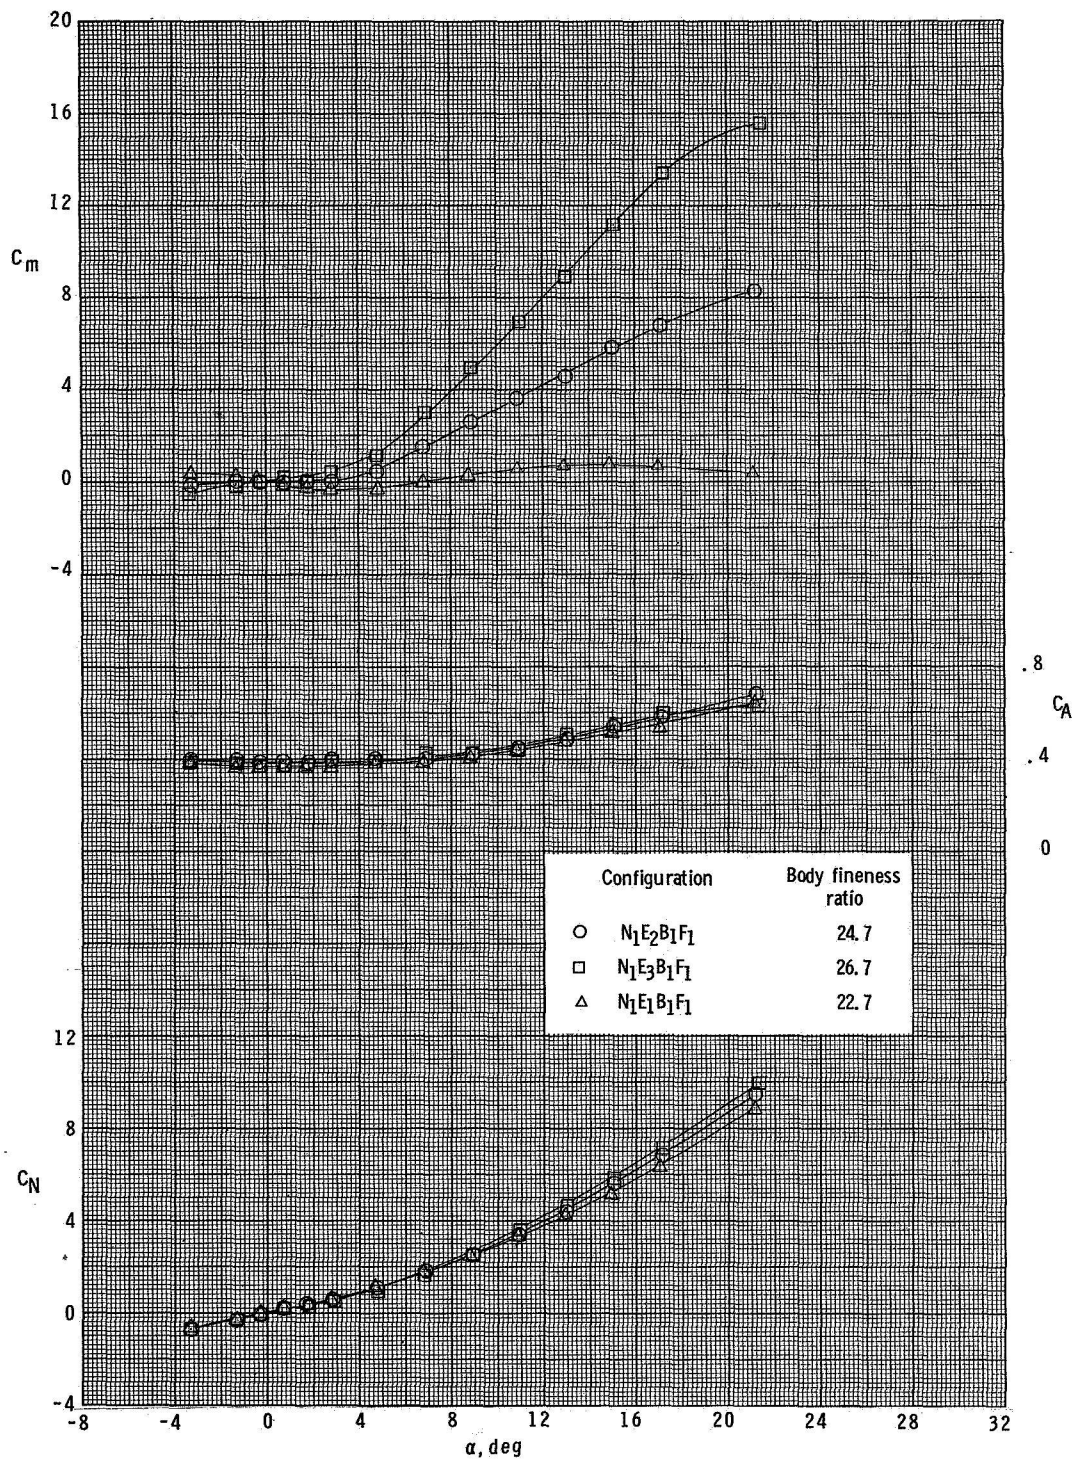 20
16
12
C_m
8
4
0
-4
.8
C_A
.4
0
Configuration Body fineness
ratio
○ N1E2B1F1 24.7
□ N1E3B1F1 26.7
△ N1E1B1F1 22.7
12
8
C_N
4
0
-4
-8 -4 0 4 8 12 16 20 24 28 32
α, deg